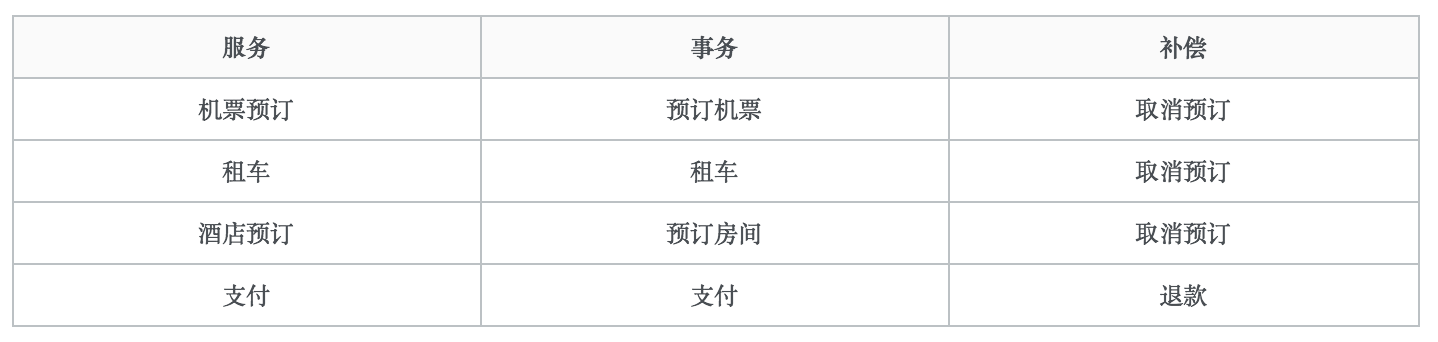 服务 事务 补偿
机票预订 预订机票 取消预订
租车 租车 取消预订
酒店预订 预订房间 取消预订
支付 支付 退款